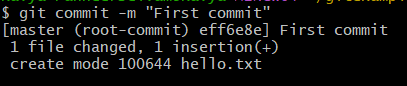 $ git commit -m "First commit"
[master (root-commit) eff6e8e] First commit
 1 file changed, 1 insertion(+)
 create mode 100644 hello.txt